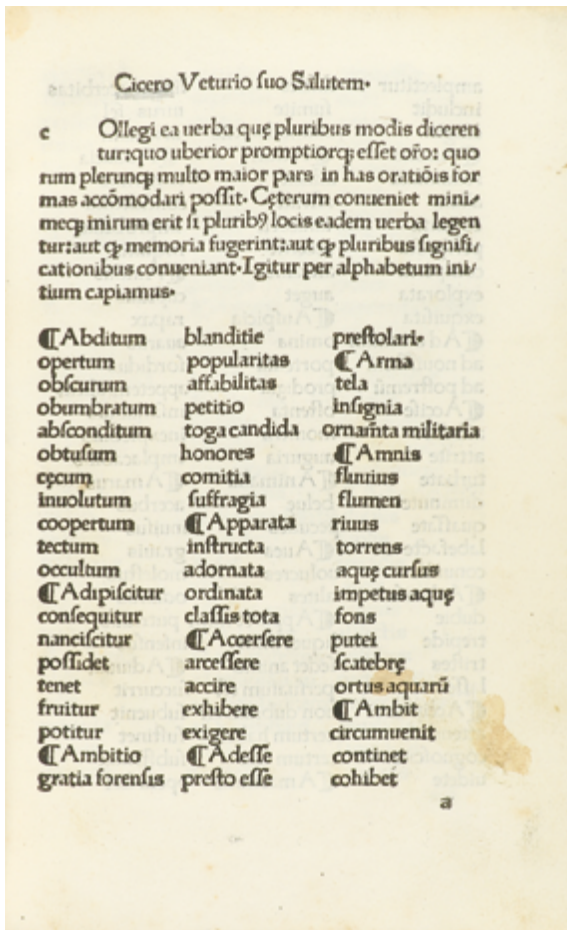 Cicero Veturio ſuo Salutem.
c Ollegi ea uerba quę pluribus modis diceren
tur:quo uberior promptiorqꝫ eſſet oro̅: quo
rum plerunqꝫ multo maior pars in has oratiōis for
mas accōmodari poſſit. Cęterum conueniet mini⸗
meqꝫ mirum erit ſi pluribꝰ locis eadem uerba legen
tur:aut ꝙ memoria fugerint:aut ꝙ pluribus ſignifi⸗
cationibus conueniant.Igitur per alphabetum ini⸗
tium capiamus.
¶Abditum
opertum
obſcurum
obumbratum
abſconditum
obtuſum
cęcum
inuolutum
coopertum
tectum
occultum
¶Adipiſcitur
conſequitur
nanciſcitur
poſſidet
tenet
fruitur
potitur
¶Ambitio
gratia forenſis
blanditie
popularitas
affabilitas
petitio
toga candida
honores
comitia
ſuffragia
¶Apparata
inſtructa
adornata
ordinata
claſſis tota
¶Accerſere
arceſſere
accire
exhibere
exigere
¶Adeſſe
preſto eſſe
preſtolari.
¶Arma
tela
inſignia
ornam̄ta militaria
¶Amnis
fluuius
flumen
riuus
torrens
aquę curſus
impetus aquę
fons
putei
ſcatebrę
ortus aquarū
¶Ambit
circumuenit
continet
cohibet
a